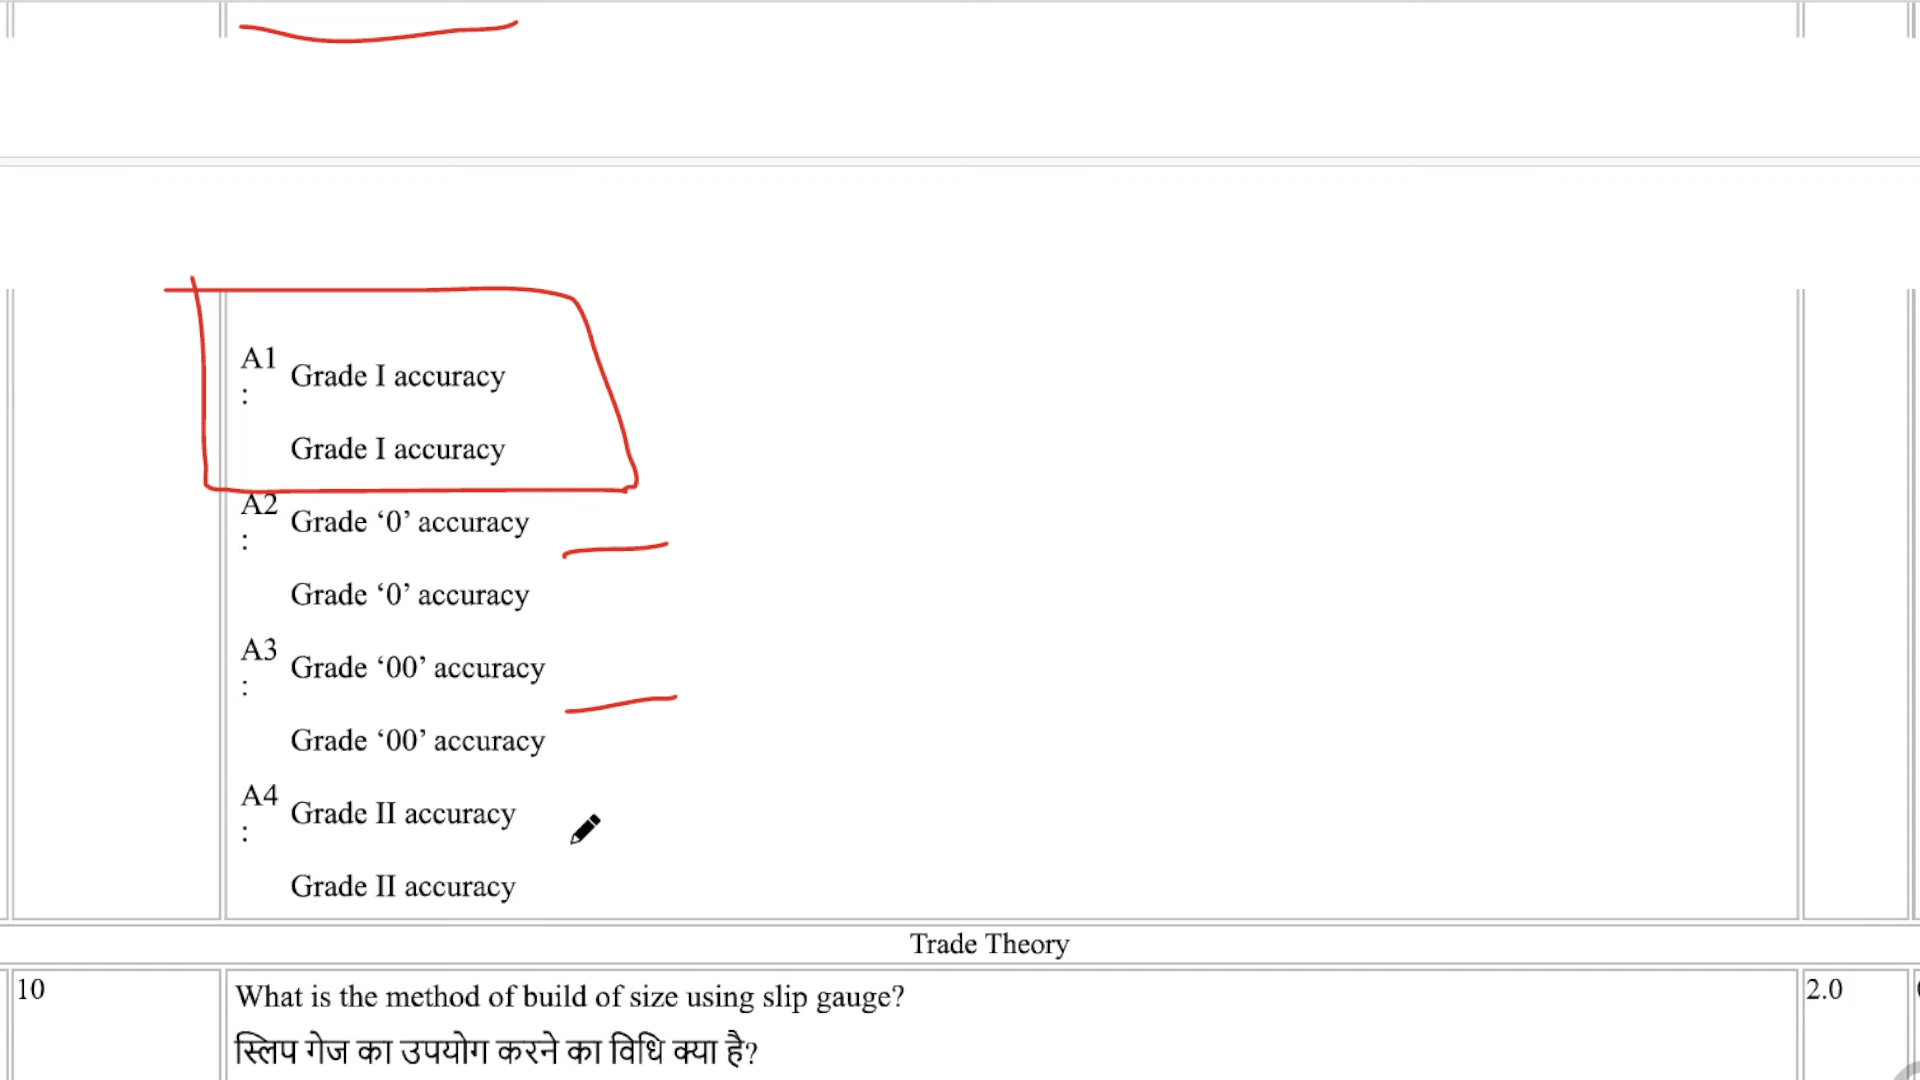 A1
:
Grade I accuracy
Grade I accuracy
A2
:
Grade ‘0’ accuracy
Grade ‘0’ accuracy
A3
:
Grade ‘00’ accuracy
Grade ‘00’ accuracy
A4
:
Grade II accuracy
Grade II accuracy
Trade Theory
10
What is the method of build of size using slip gauge?
2.0
स्लिप गेज का उपयोग करने का विधि क्या है?